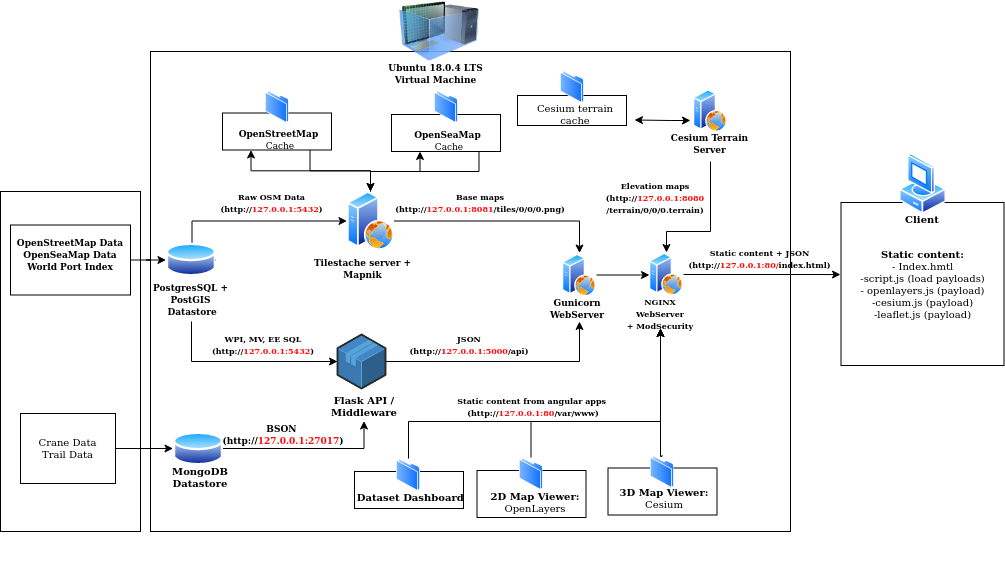 Ubuntu 18.0.4 LTS
Virtual Machine
OpenStreetMap
Cache
OpenSeaMap
Cache
Cesium terrain
cache
Cesium Terrain
Server
Raw OSM Data
(http://127.0.0.1:5432)
Base maps
(http://127.0.0.1:8081/tiles/0/0/0.png)
Elevation maps
(http://127.0.0.1:8080
/terrain/0/0/0.terrain)
Client
OpenStreetMap Data
OpenSeaMap Data
World Port Index
Tilestache server +
Mapnik
Static content + JSON
(http://127.0.0.1:80/index.html)
Static content:
- Index.hmtl
-script.js (load payloads)
- openlayers.js (payload)
-cesium.js (payload)
-leaflet.js (payload)
PostgresSQL +
PostGIS
Datastore
Gunicorn
WebServer
NGINX
WebServer
+ ModSecurity
WPI, MV, EE SQL
(http://127.0.0.1:5432)
JSON
(http://127.0.0.1:5000/api)
Flask API /
Middleware
Static content from angular apps
(http://127.0.0.1:80/var/www)
Crane Data
Trail Data
BSON
(http://127.0.0.1:27017)
MongoDB
Datastore
Dataset Dashboard
2D Map Viewer:
OpenLayers
3D Map Viewer:
Cesium